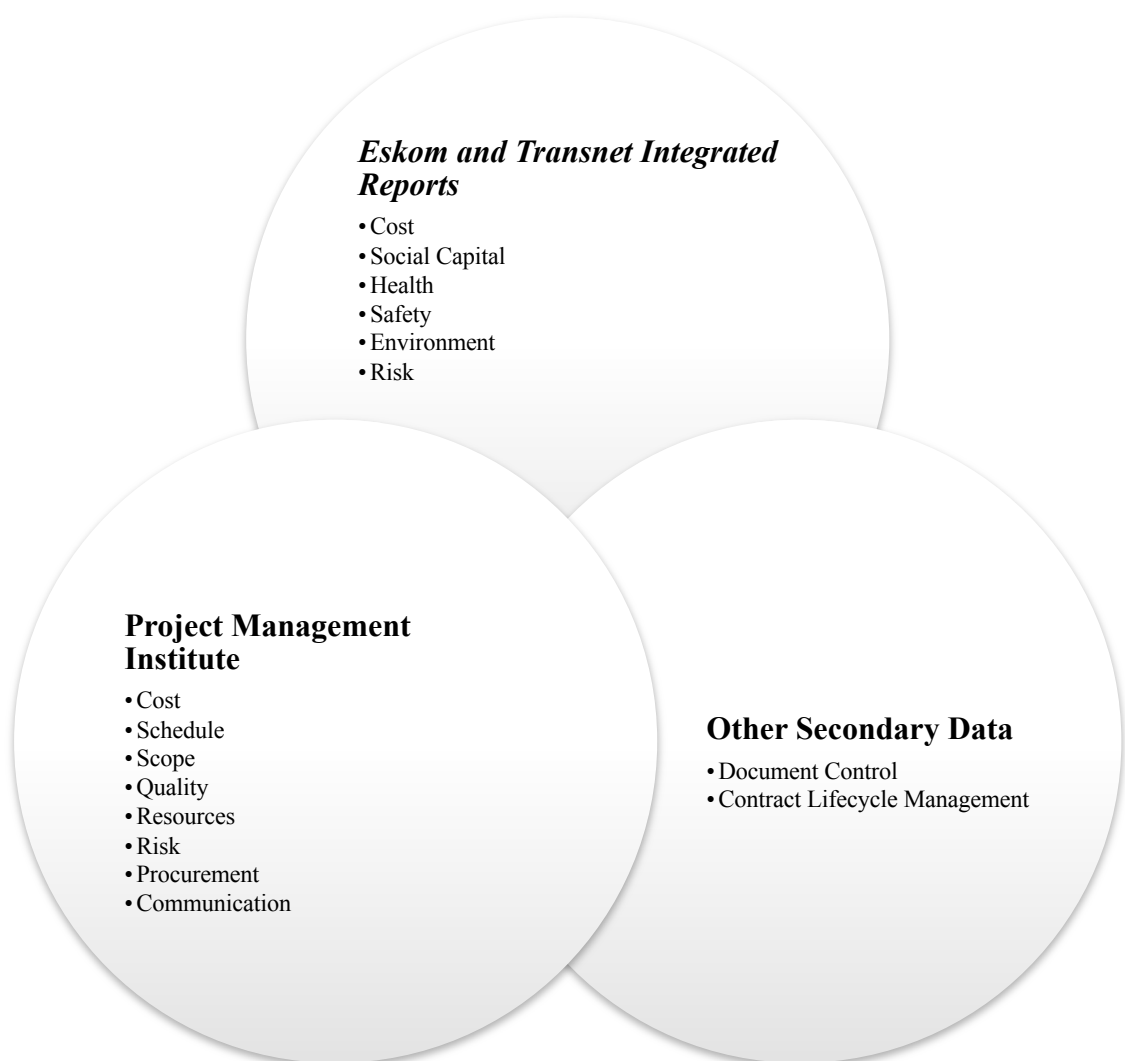 Eskom and Transnet Integrated
Reports
• Cost
• Social Capital
• Health
• Safety
• Environment
• Risk
Project Management
Institute
• Cost
• Schedule
• Scope
• Quality
• Resources
• Risk
• Procurement
• Communication
Other Secondary Data
• Document Control
• Contract Lifecycle Management